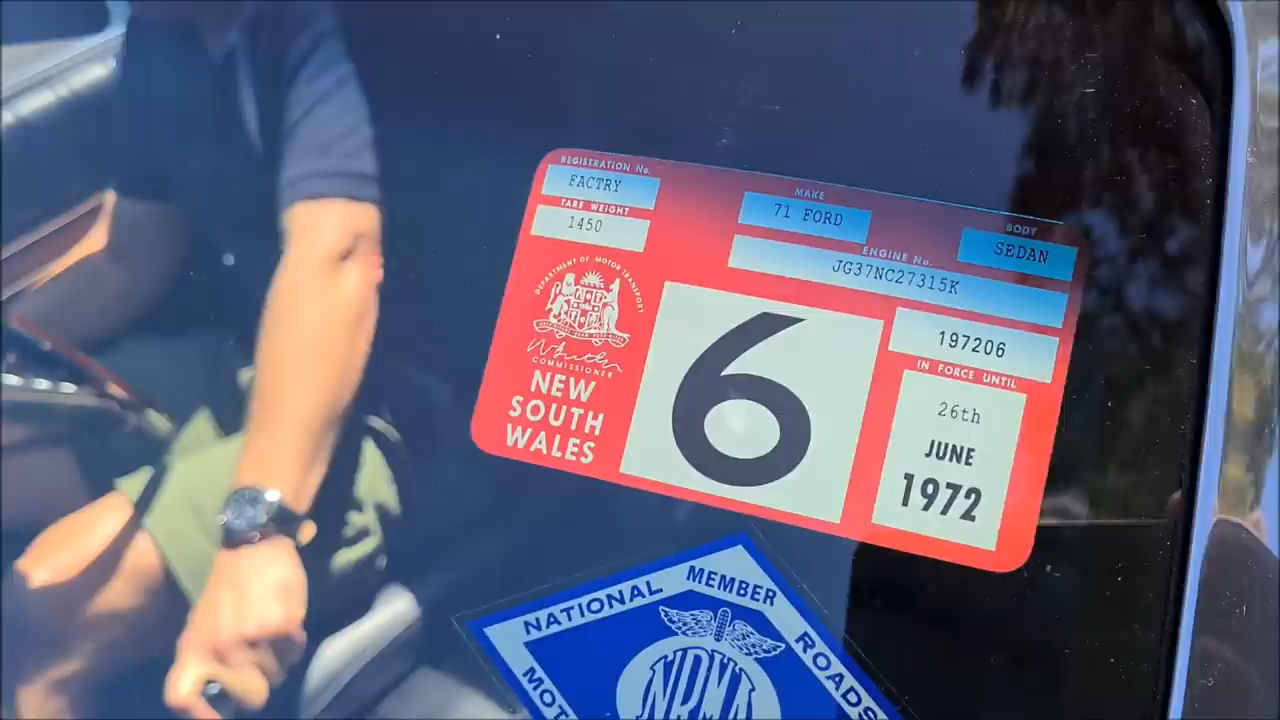 REGISTRATION No.
FACTRY
TARE WEIGHT
1450
MAKE
71 FORD
BODY
SEDAN
ENGINE No.
JG37NC27315K
197206
IN FORCE UNTIL
26th
JUNE
1972
6
DEPARTMENT OF MOTOR TRANSPORT
COMMISSIONER
NEW
SOUTH
WALES
NATIONAL
MEMBER
ROADS
MOT
NRMA